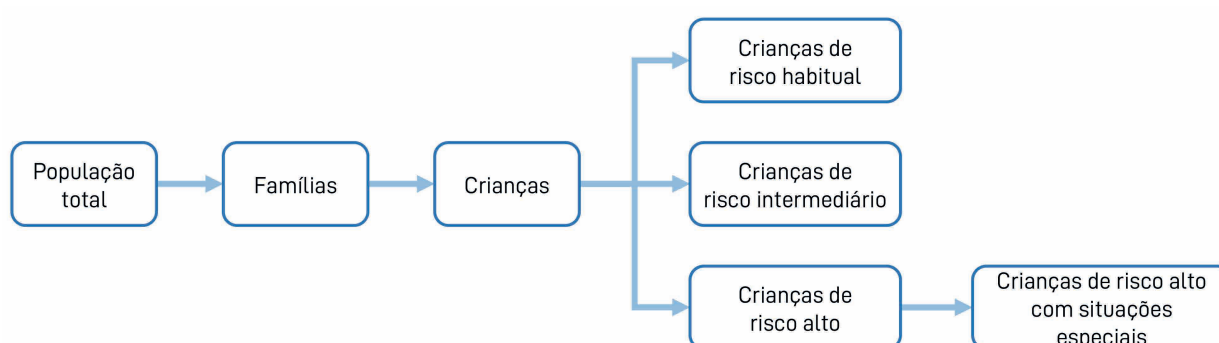 População
total
Famílias
Crianças
Crianças de
risco habitual
Crianças de
risco intermediário
Crianças de
risco alto
Crianças de risco alto
com situações
especiais